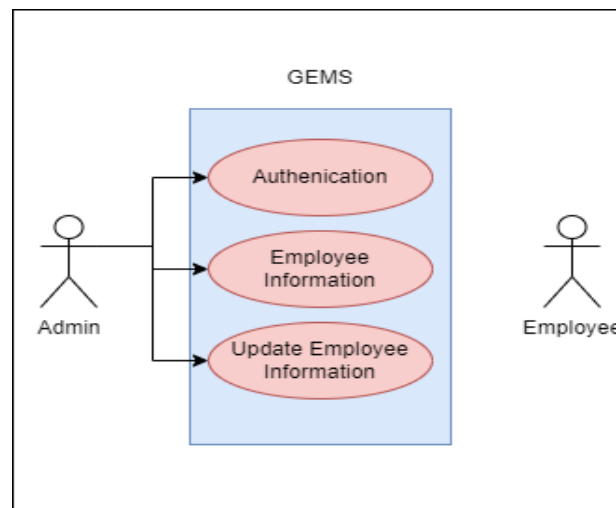 GEMS
Authenication
Employee
Information
Update Employee
Information
Admin
Employee